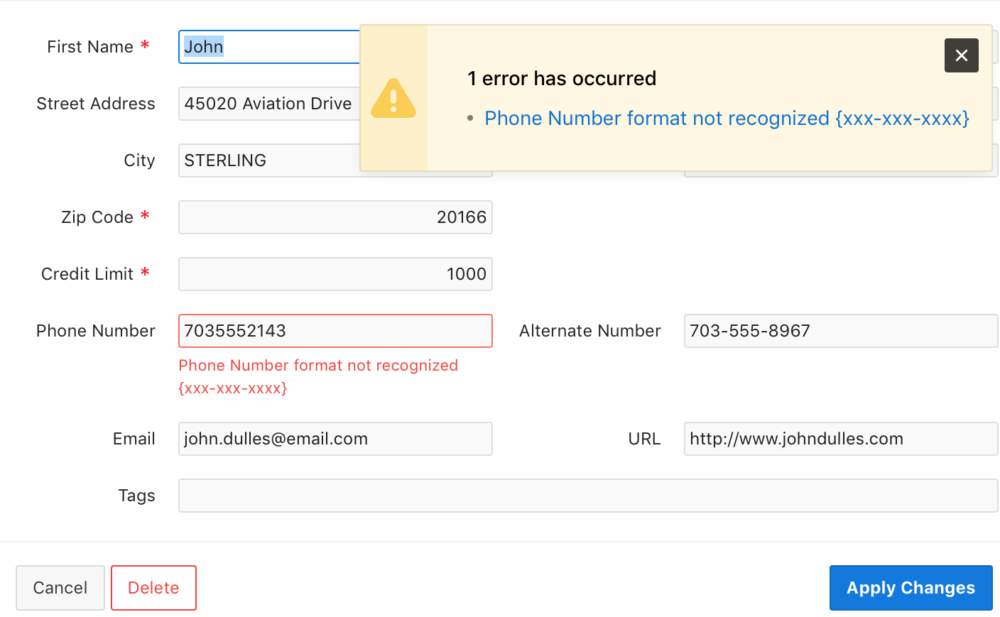 First Name *
John
1 error has occurred
• Phone Number format not recognized {xxx-xxx-xxxx}
Street Address
45020 Aviation Drive
City
STERLING
Zip Code *
20166
Credit Limit *
1000
Phone Number
7035552143
Phone Number format not recognized
{xxx-xxx-xxxx}
Alternate Number
703-555-8967
Email
john.dulles@email.com
URL
http://www.johndulles.com
Tags
Cancel
Delete
Apply Changes